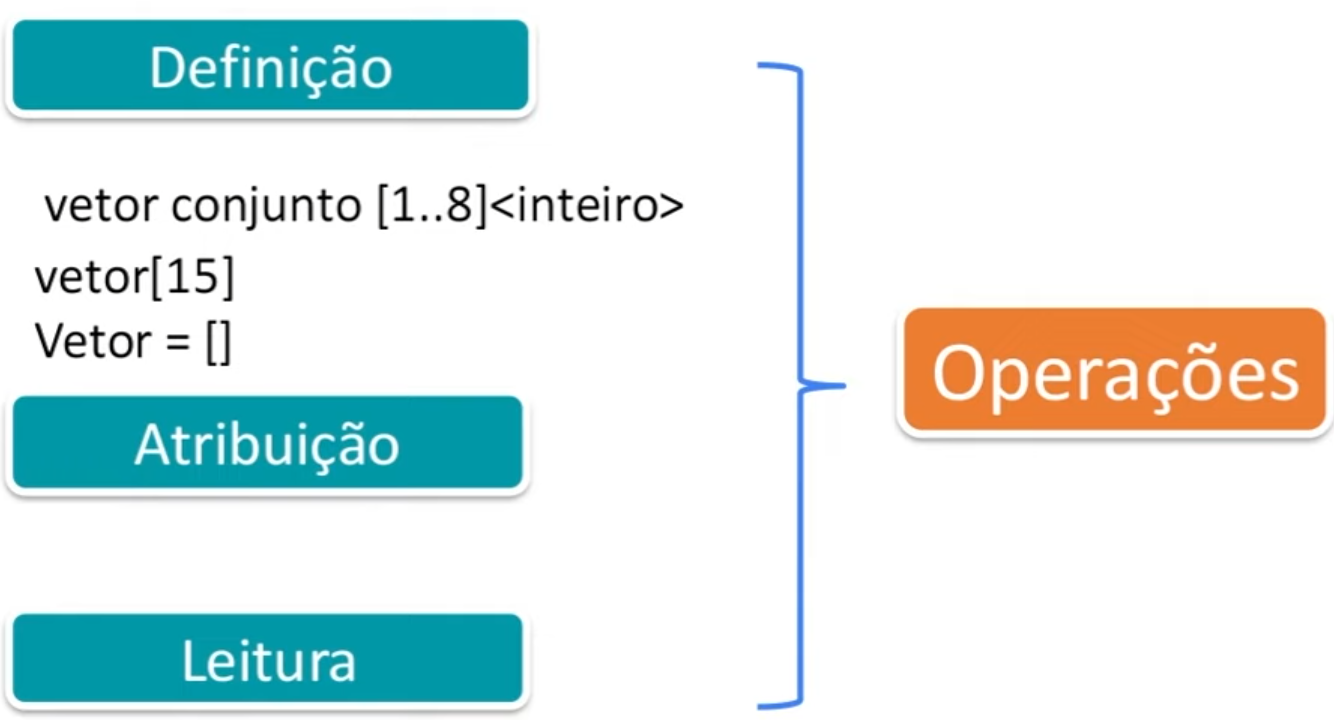 Definição
vetor conjunto [1..8]<inteiro>
vetor[15]
Vetor = []
Atribuição
Leitura
Operações